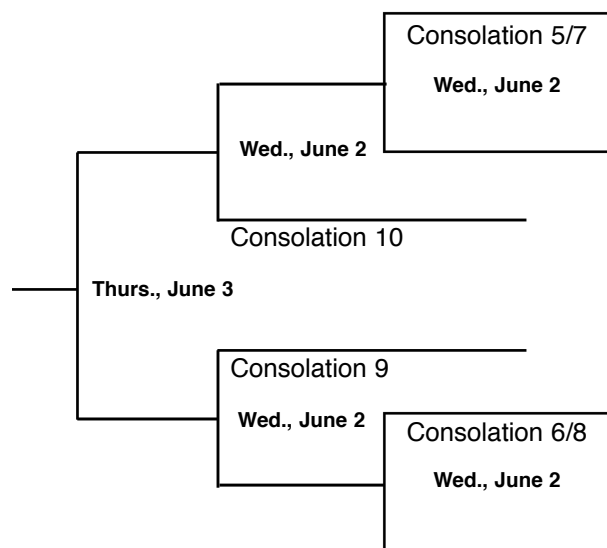 Consolation 5/7
Wed., June 2
Wed., June 2
Consolation 10
Thurs., June 3
Consolation 9
Wed., June 2
Consolation 6/8
Wed., June 2